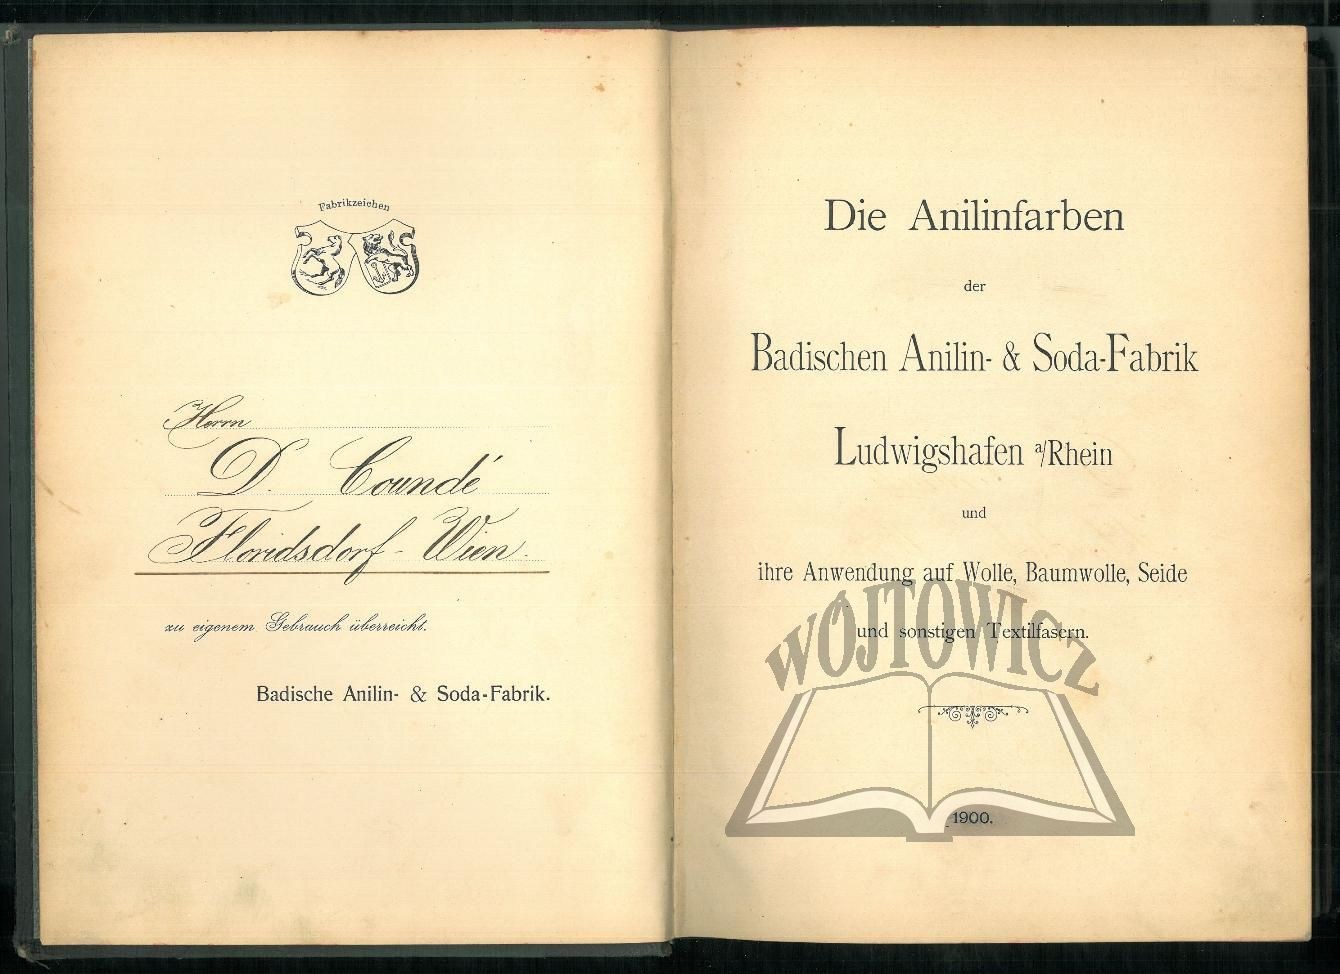 Fabrikzeichen
Herrn
D. Coundé
Floridsdorf - Wien.
zu eigenem Gebrauch überreicht.
Badische Anilin- & Soda-Fabrik.
Die Anilinfarben
der
Badischen Anilin- & Soda-Fabrik
Ludwigshafen a/Rhein
und
ihre Anwendung auf Wolle, Baumwolle, Seide
und sonstigen Textilfasern.
WÓJTOWICZ
1900.